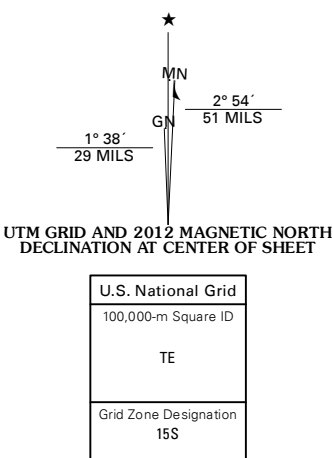 ★
MN
GN
2° 54´
51 MILS
1° 38´
29 MILS
UTM GRID AND 2012 MAGNETIC NORTH
DECLINATION AT CENTER OF SHEET
U.S. National Grid
100,000-m Square ID
TE
Grid Zone Designation
15S